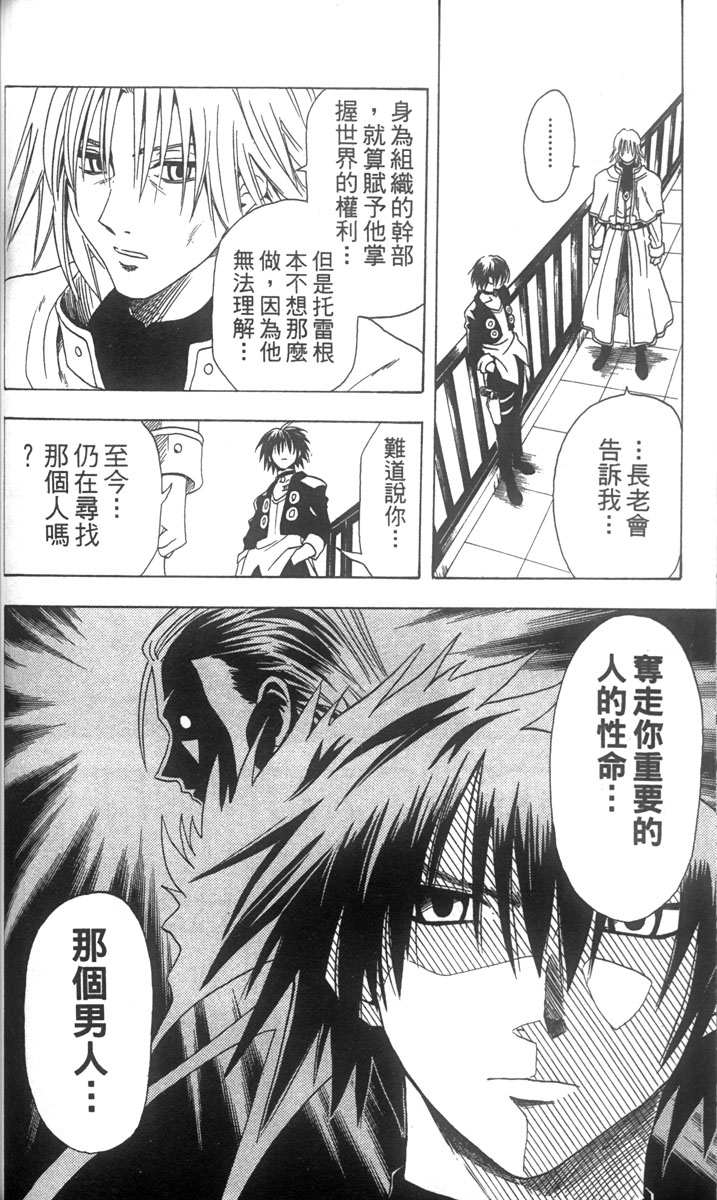 ………
…長老會
告訴我…
身為組織的幹部
，就算賦予他掌
握世界的權利…
但是托雷根
本不想那麼
做，因為他
無法理解…
難道說你…
至今…
仍在尋找
那個人嗎
？
奪走你重要的
人的性命…
那個男人…